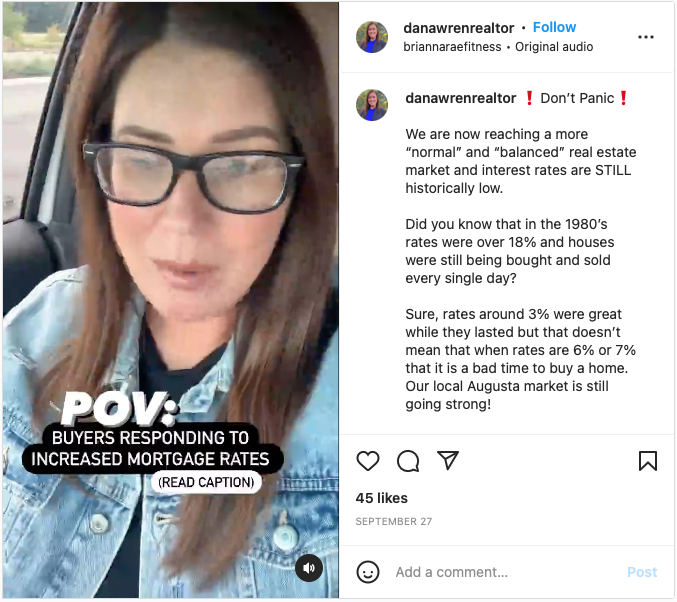 danawrenrealtor • Follow
briannaraefitness • Original audio
danawrenrealtor ❗ Don’t Panic ❗
We are now reaching a more
“normal” and “balanced” real estate
market and interest rates are STILL
historically low.
Did you know that in the 1980’s
rates were over 18% and houses
were still being bought and sold
every single day?
Sure, rates around 3% were great
while they lasted but that doesn’t
mean that when rates are 6% or 7%
that it is a bad time to buy a home.
Our local Augusta market is still
going strong!
POV:
BUYERS RESPONDING TO
INCREASED MORTGAGE RATES
(READ CAPTION)
45 likes
SEPTEMBER 27
Add a comment...
Post